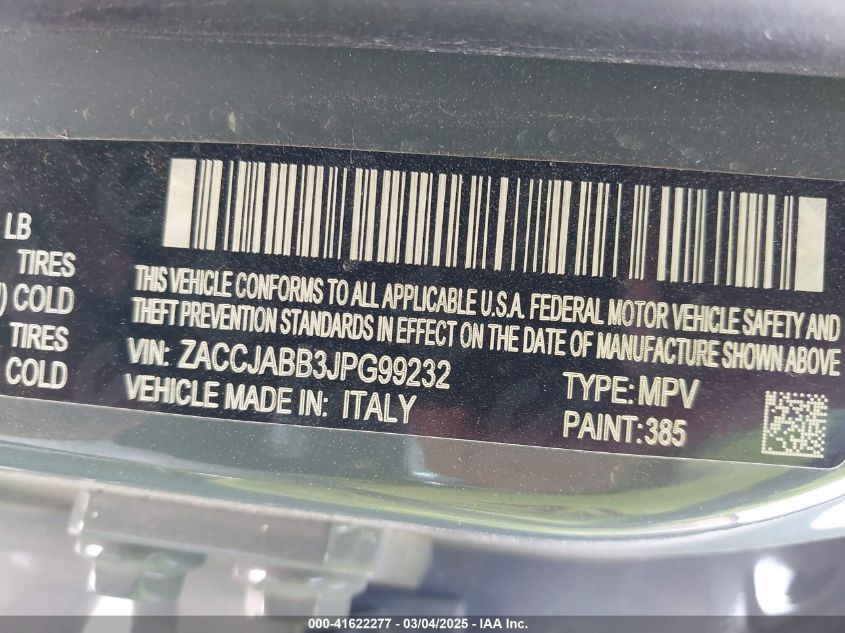 LB
TIRES
) COLD
TIRES
COLD
THIS VEHICLE CONFORMS TO ALL APPLICABLE U.S.A. FEDERAL MOTOR VEHICLE SAFETY AND
THEFT PREVENTION STANDARDS IN EFFECT ON THE DATE OF MANUFACTURE SHOWN ABOVE
VIN: ZACCJABB3JPG99232
VEHICLE MADE IN: ITALY
TYPE: MPV
PAINT: 385
000-41622277 - 03/04/2025 - IAA Inc.